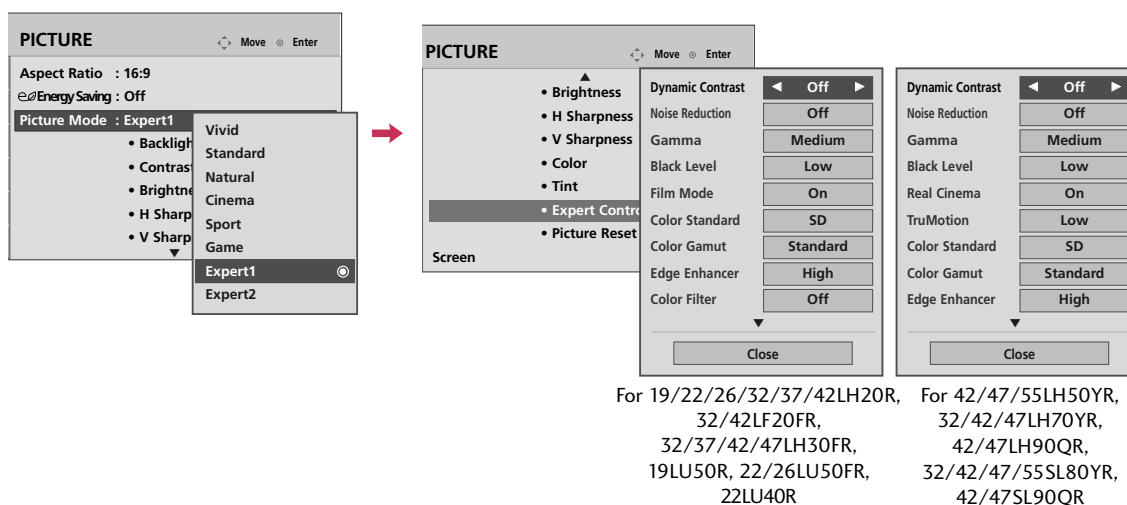 PICTURE
Move Enter
Aspect Ratio : 16:9
Energy Saving : Off
Picture Mode : Expert1
• Backligh
• Contras
• Brightne
• H Sharp
• V Sharp
Vivid
Standard
Natural
Cinema
Sport
Game
Expert1
Expert2
PICTURE
Move Enter
• Brightness
• H Sharpness
• V Sharpness
• Color
• Tint
• Expert Contro
• Picture Reset
Screen
Dynamic Contrast Off
Noise Reduction Off
Gamma Medium
Black Level Low
Film Mode On
Color Standard SD
Color Gamut Standard
Edge Enhancer High
Color Filter Off
Close
For 19/22/26/32/37/42LH20R,
32/42LF20FR,
32/37/42/47LH30FR,
19LU50R, 22/26LU50FR,
22LU40R
Dynamic Contrast Off
Noise Reduction Off
Gamma Medium
Black Level Low
Real Cinema On
TruMotion Low
Color Standard SD
Color Gamut Standard
Edge Enhancer High
Close
For 42/47/55LH50YR,
32/42/47LH70YR,
42/47LH90QR,
32/42/47/55SL80YR,
42/47SL90QR